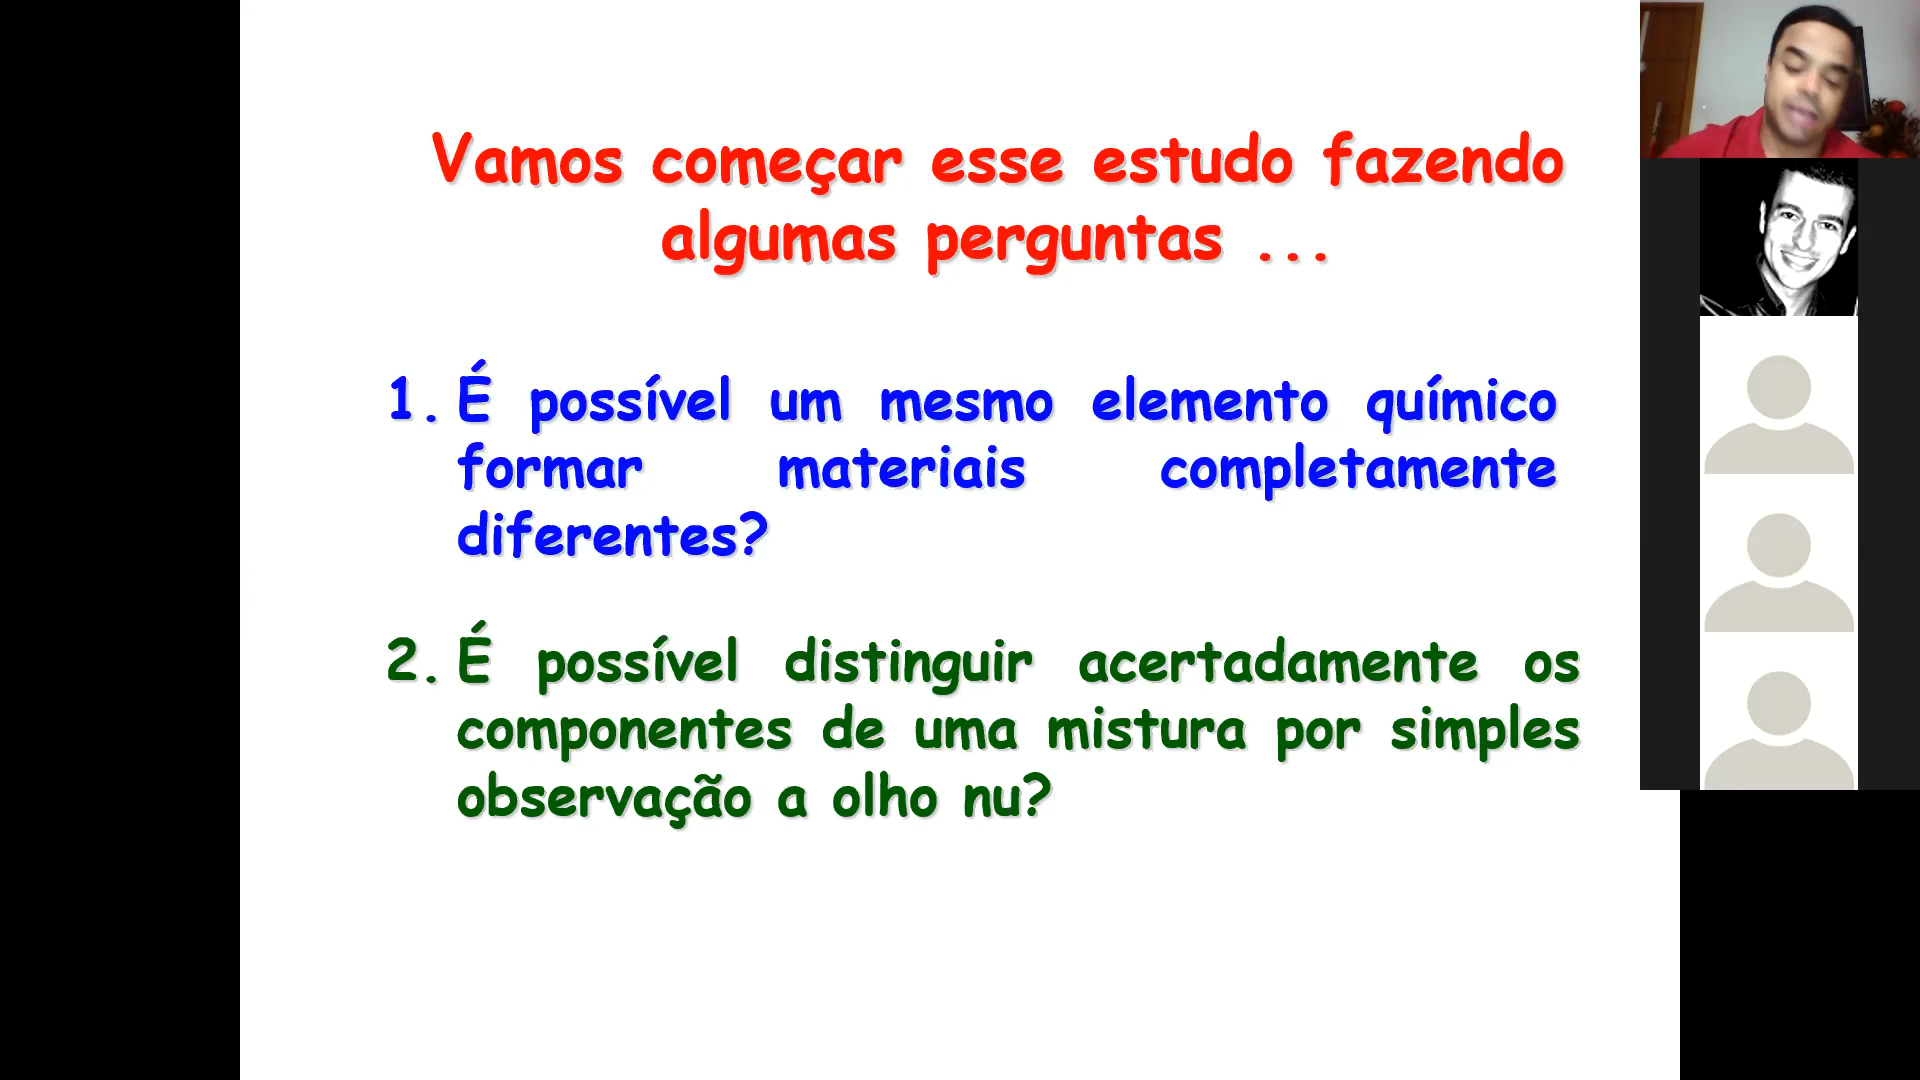 Vamos começar esse estudo fazendo
algumas perguntas ...
1. É possível um mesmo elemento químico
formar materiais completamente
diferentes?
2. É possível distinguir acertadamente os
componentes de uma mistura por simples
observação a olho nu?